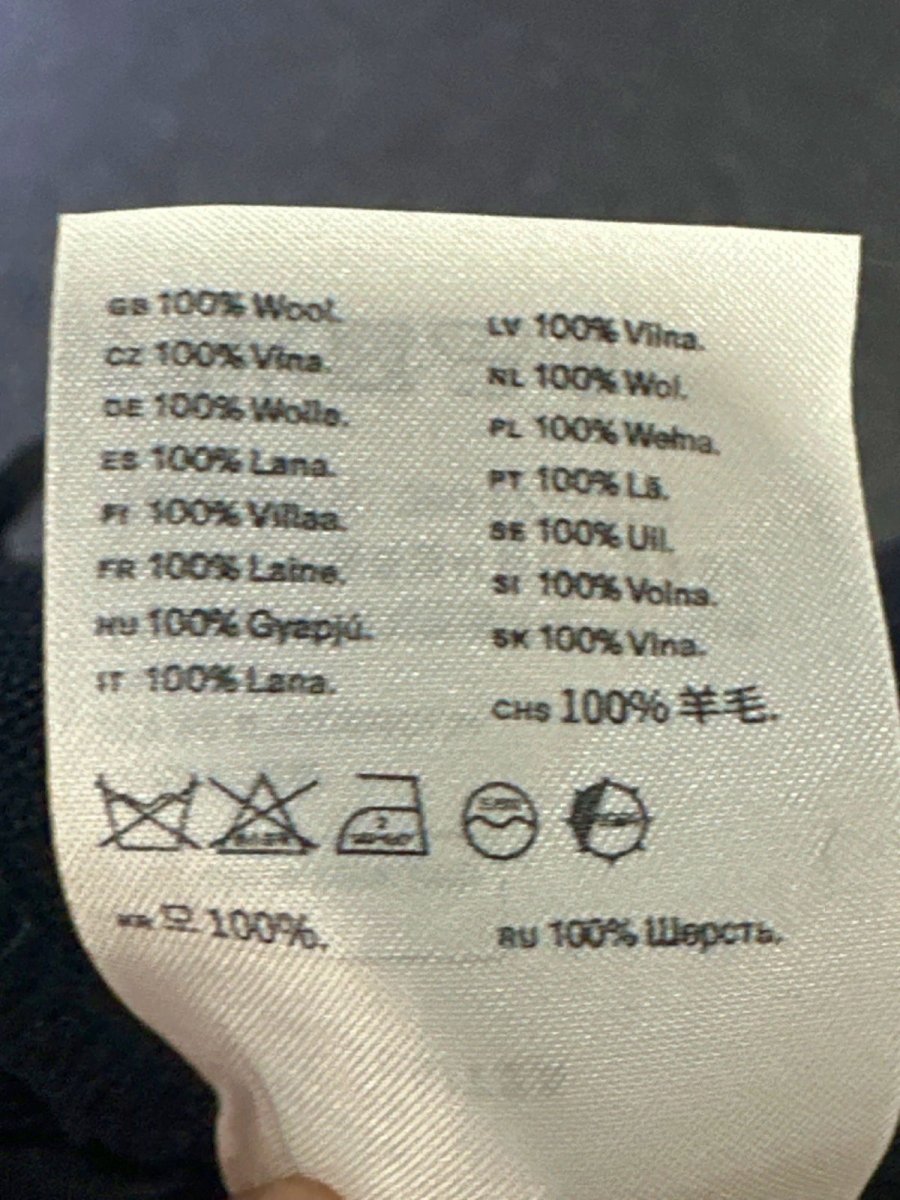 GB 100% Wool.
CZ 100% Vlna.
DE 100% Wolle.
ES 100% Lana.
FI 100% Villaa.
FR 100% Laine.
HU 100% Gyapjú.
IT 100% Lana.
LV 100% Vilna.
NL 100% Wol.
PL 100% Wełna.
PT 100% Lã.
SE 100% Ull.
SI 100% Volna.
SK 100% Vlna.
CHS 100% 羊毛.
KR 모 100%.
RU 100% Шерсть.